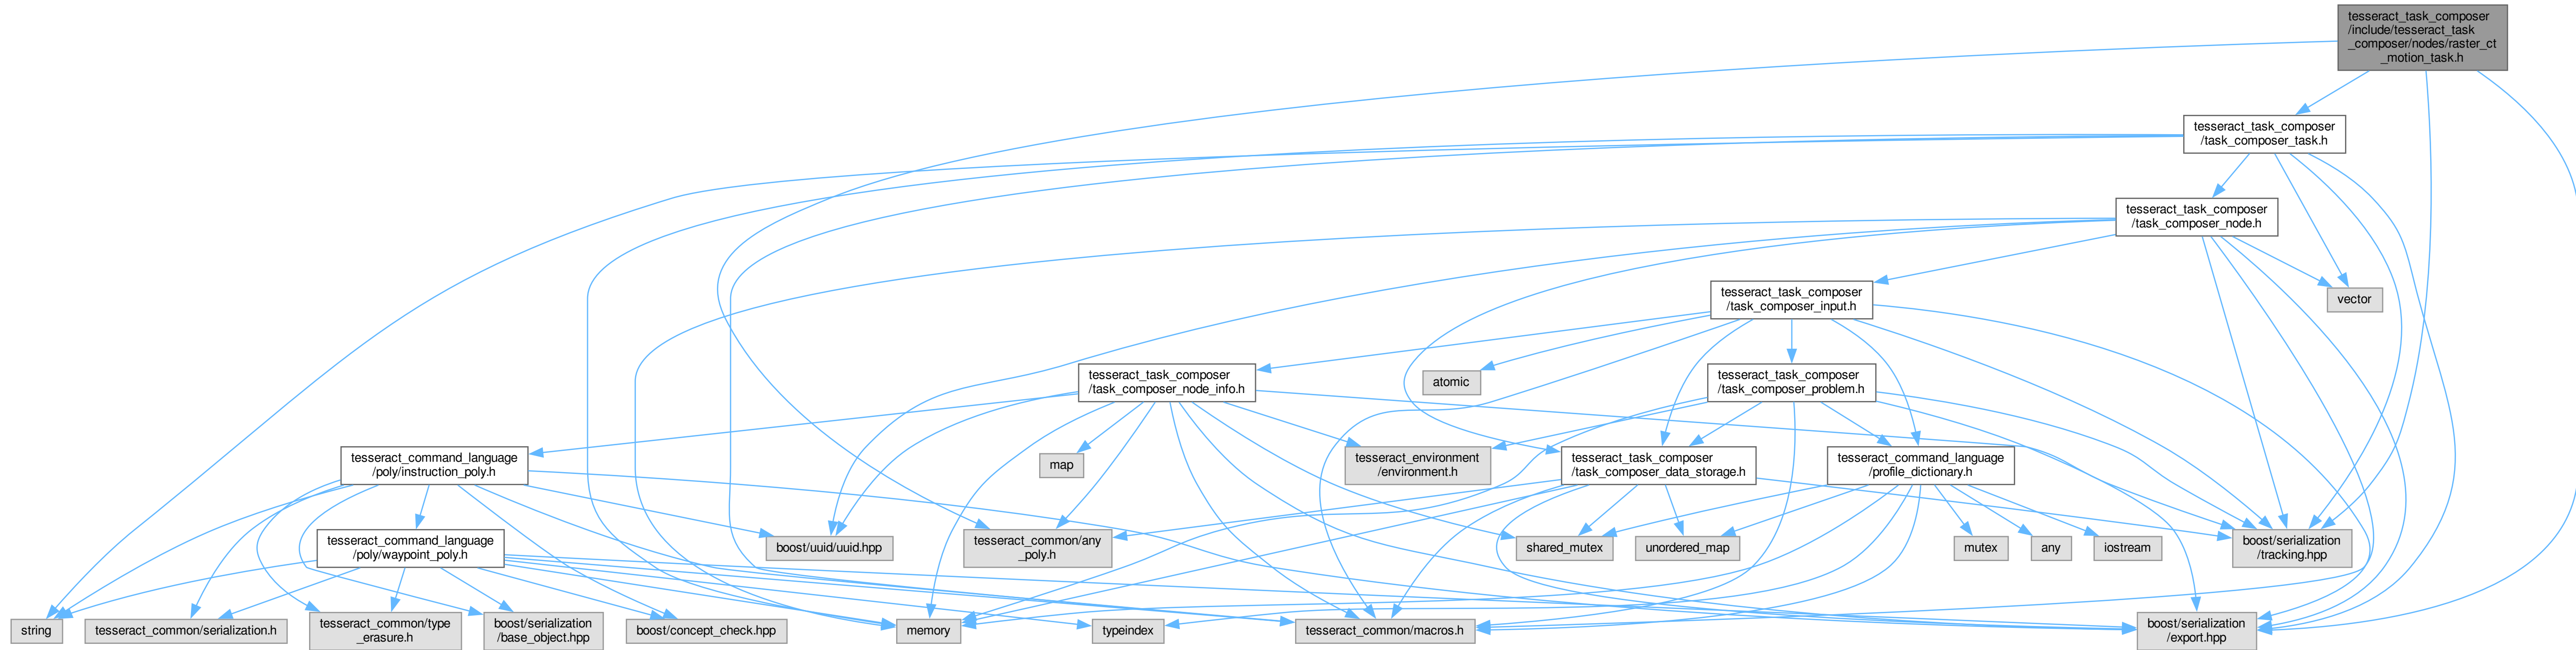 tesseract_task_composer
/include/tesseract_task
_composer/nodes/raster_ct
_motion_task.h
tesseract_task_composer
/task_composer_task.h
tesseract_task_composer
/task_composer_node.h
tesseract_task_composer
/task_composer_input.h
vector
tesseract_task_composer
/task_composer_node_info.h
atomic
tesseract_task_composer
/task_composer_problem.h
tesseract_command_language
/poly/instruction_poly.h
map
tesseract_environment
/environment.h
tesseract_task_composer
/task_composer_data_storage.h
tesseract_command_language
/profile_dictionary.h
tesseract_command_language
/poly/waypoint_poly.h
boost/uuid/uuid.hpp
tesseract_common/any
_poly.h
shared_mutex
unordered_map
mutex
any
iostream
boost/serialization
/tracking.hpp
string
tesseract_common/serialization.h
tesseract_common/type
_erasure.h
boost/serialization
/base_object.hpp
boost/concept_check.hpp
memory
typeindex
tesseract_common/macros.h
boost/serialization
/export.hpp